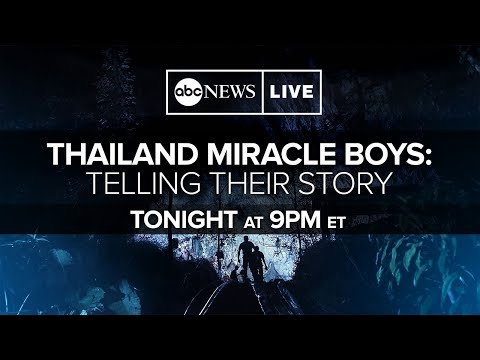 abc NEWS LIVE
THAILAND MIRACLE BOYS:
TELLING THEIR STORY
TONIGHT AT 9PM ET